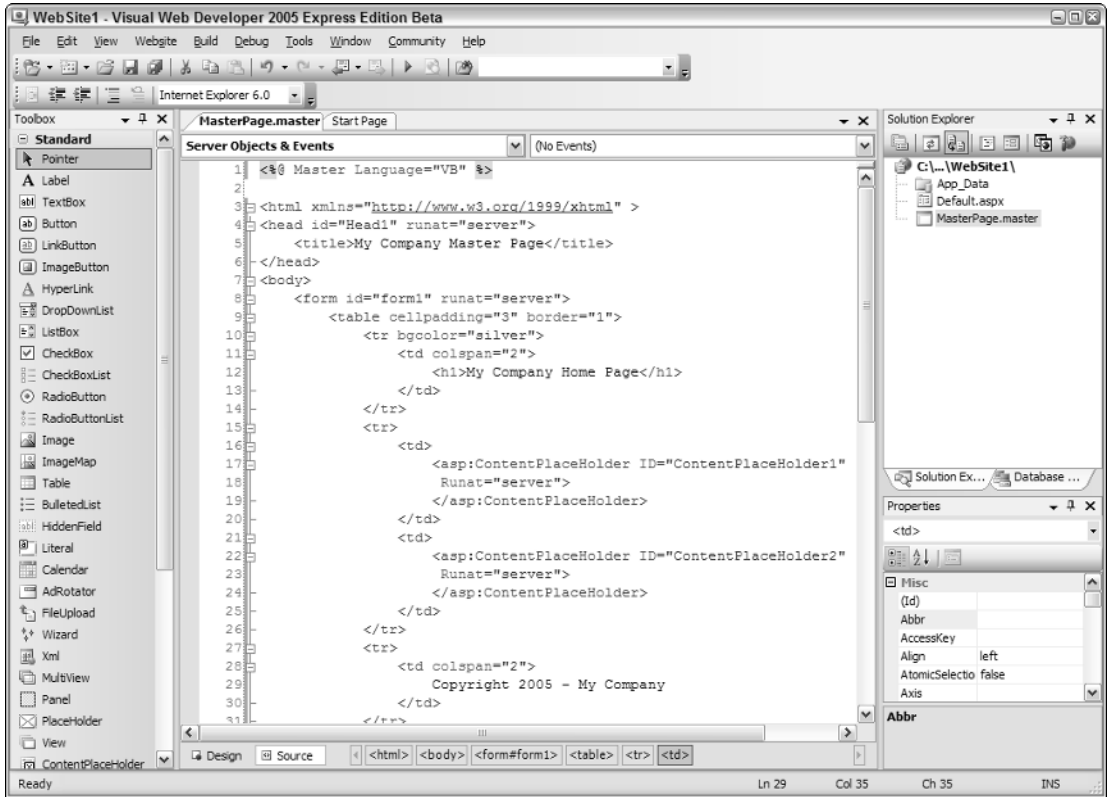 WebSite1 - Visual Web Developer 2005 Express Edition Beta
File Edit View Website Build Debug Tools Window Community Help
Internet Explorer 6.0
Toolbox
Standard
Pointer
A Label
abl TextBox
ab Button
ab LinkButton
ImageButton
A HyperLink
DropDownList
ListBox
CheckBox
CheckBoxList
RadioButton
RadioButtonList
Image
ImageMap
Table
BulletedList
abl HiddenField
Literal
Calendar
AdRotator
FileUpload
Wizard
Xml
MultiView
Panel
PlaceHolder
View
ContentPlaceHolder
MasterPage.master Start Page
Server Objects & Events (No Events)
1 <%@ Master Language="VB" %>
2
3 <html xmlns="http://www.w3.org/1999/xhtml" >
4 <head id="Head1" runat="server">
5 <title>My Company Master Page</title>
6 </head>
7 <body>
8 <form id="form1" runat="server">
9 <table cellpadding="3" border="1">
10 <tr bgcolor="silver">
11 <td colspan="2">
12 <h1>My Company Home Page</h1>
13 </td>
14 </tr>
15 <tr>
16 <td>
17 <asp:ContentPlaceHolder ID="ContentPlaceHolder1"
18 Runat="server">
19 </asp:ContentPlaceHolder>
20 </td>
21 <td>
22 <asp:ContentPlaceHolder ID="ContentPlaceHolder2"
23 Runat="server">
24 </asp:ContentPlaceHolder>
25 </td>
26 </tr>
27 <tr>
28 <td colspan="2">
29 Copyright 2005 - My Company
30 </td>
31 </tr>
Design Source <html> <body> <form#form1> <table> <tr> <td>
Solution Explorer
C:\...\WebSite1\
App_Data
Default.aspx
MasterPage.master
Solution Ex... Database ...
Properties
<td>
Misc
(Id)
Abbr
AccessKey
Align left
AtomicSelectio false
Axis
Abbr
Ready Ln 29 Col 35 Ch 35 INS